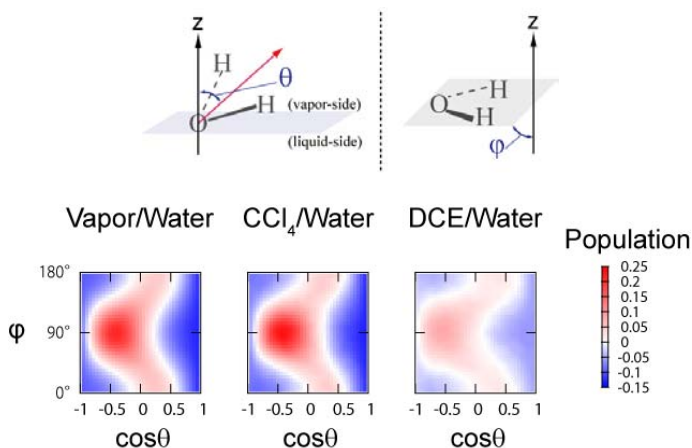 z
H
θ
H
(vapor-side)
O
(liquid-side)
z
H
O
H
φ
Vapor/Water
CCl4/Water
DCE/Water
Population
0.25
0.2
0.15
0.1
0.05
0
-0.05
-0.1
-0.15
φ
180°
90°
0°
-1 -0.5 0 0.5 1
-1 -0.5 0 0.5 1
-1 -0.5 0 0.5 1
cosθ
cosθ
cosθ